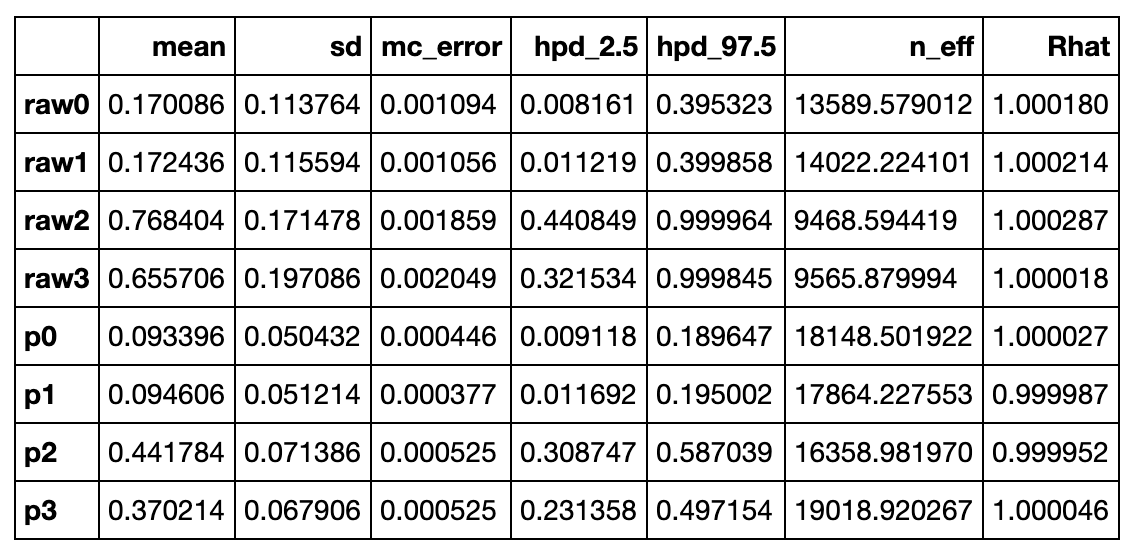 mean sd mc_error hpd_2.5 hpd_97.5 n_eff Rhat
raw0 0.170086 0.113764 0.001094 0.008161 0.395323 13589.579012 1.000180
raw1 0.172436 0.115594 0.001056 0.011219 0.399858 14022.224101 1.000214
raw2 0.768404 0.171478 0.001859 0.440849 0.999964 9468.594419 1.000287
raw3 0.655706 0.197086 0.002049 0.321534 0.999845 9565.879994 1.000018
p0 0.093396 0.050432 0.000446 0.009118 0.189647 18148.501922 1.000027
p1 0.094606 0.051214 0.000377 0.011692 0.195002 17864.227553 0.999987
p2 0.441784 0.071386 0.000525 0.308747 0.587039 16358.981970 0.999952
p3 0.370214 0.067906 0.000525 0.231358 0.497154 19018.920267 1.000046